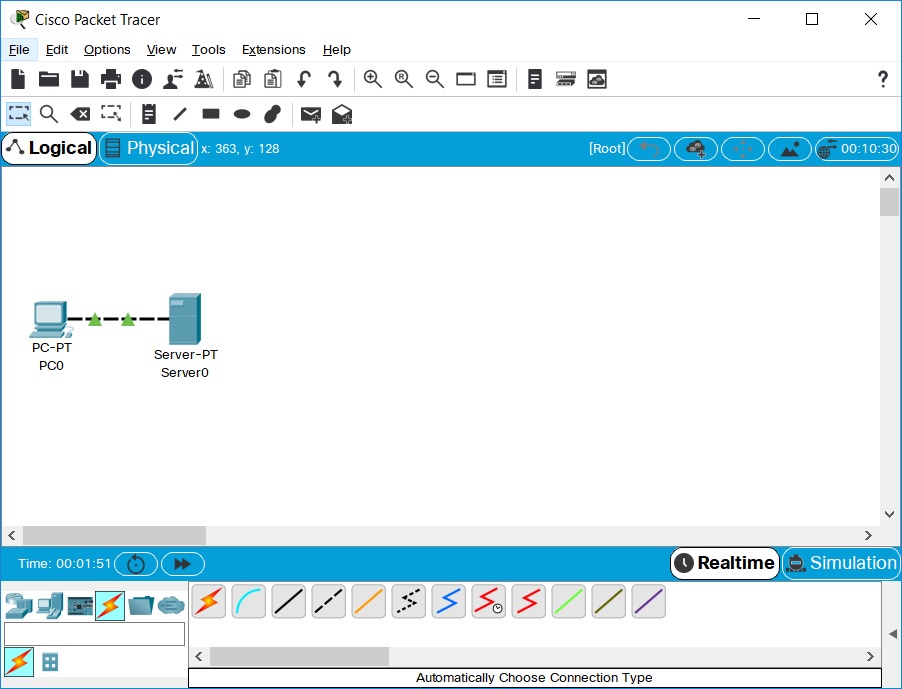 Cisco Packet Tracer
File Edit Options View Tools Extensions Help
R
?
Logical Physical x: 363, y: 128 [Root] 00:10:30
PC-PT
PC0
Server-PT
Server0
Time: 00:01:51 Realtime Simulation
Automatically Choose Connection Type